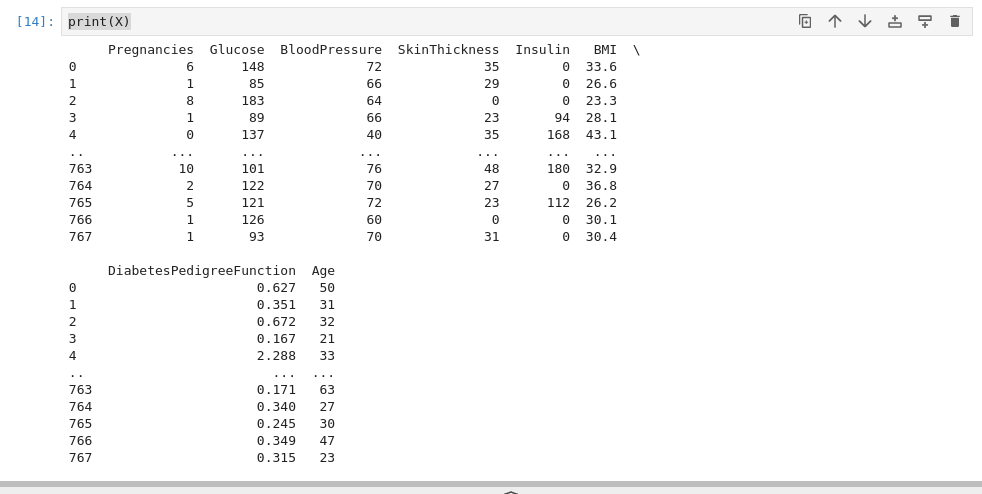 [14]: print(X)
Pregnancies Glucose BloodPressure SkinThickness Insulin BMI \
0 6 148 72 35 0 33.6
1 1 85 66 29 0 26.6
2 8 183 64 0 0 23.3
3 1 89 66 23 94 28.1
4 0 137 40 35 168 43.1
.. ... ... ... ... ... ...
763 10 101 76 48 180 32.9
764 2 122 70 27 0 36.8
765 5 121 72 23 112 26.2
766 1 126 60 0 0 30.1
767 1 93 70 31 0 30.4
DiabetesPedigreeFunction Age
0 0.627 50
1 0.351 31
2 0.672 32
3 0.167 21
4 2.288 33
.. ... ...
763 0.171 63
764 0.340 27
765 0.245 30
766 0.349 47
767 0.315 23